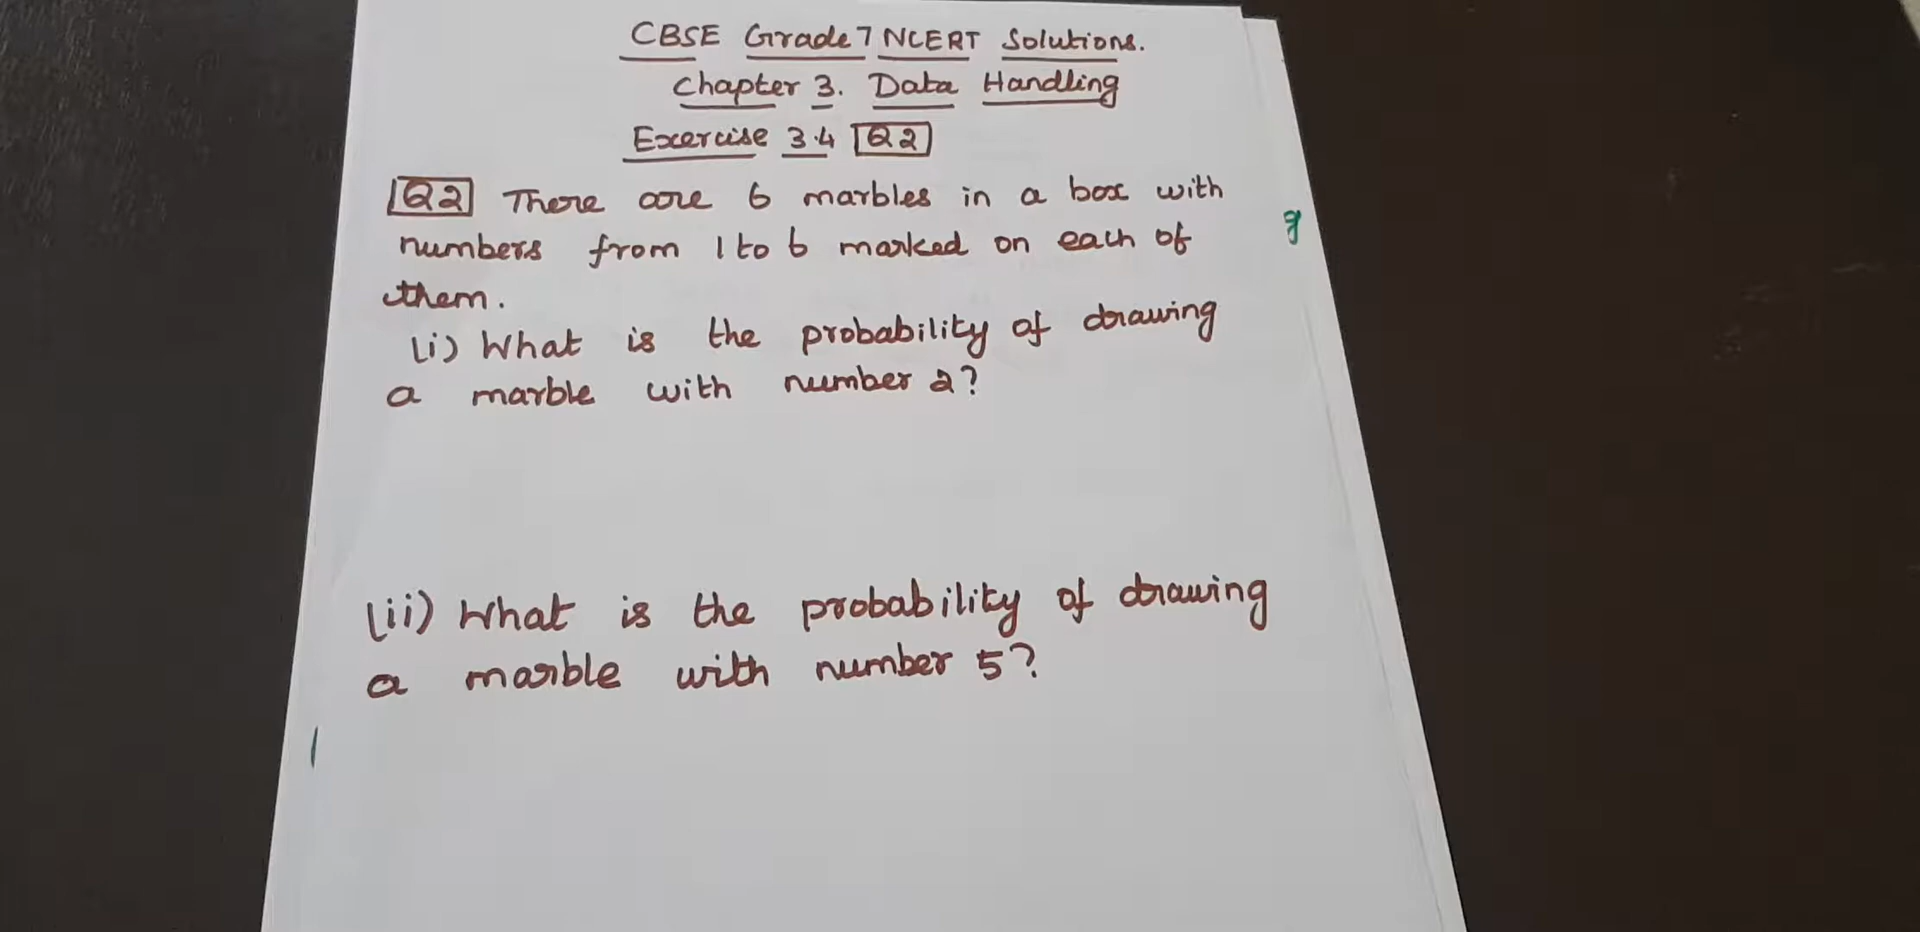 CBSE Grade 7 NCERT Solutions.
Chapter 3. Data Handling
Exercise 3.4 Q2
Q2 There are 6 marbles in a box with
numbers from 1 to 6 marked on each of
them.
(i) What is the probability of drawing
a marble with number 2?
(ii) What is the probability of drawing
a marble with number 5?